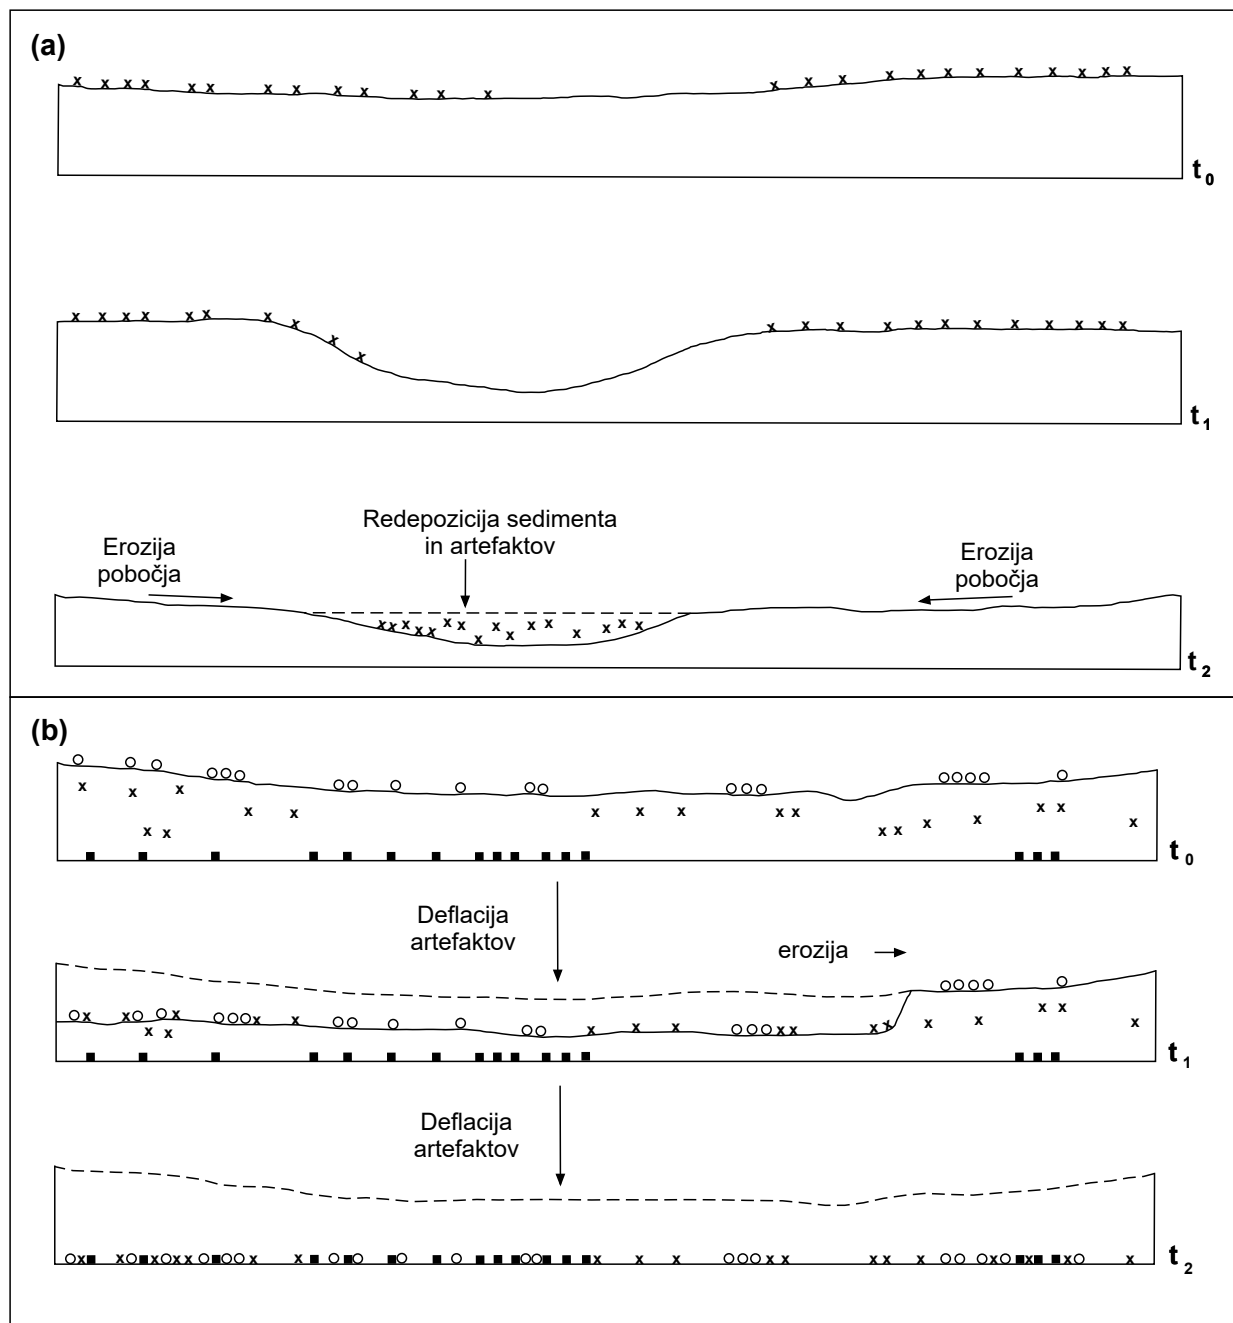 (a)
t0
t1
Redepozicija sedimenta
in artefaktov
Erozija
pobočja
Erozija
pobočja
t2
(b)
t0
Deflacija
artefaktov
erozija
t1
Deflacija
artefaktov
t2